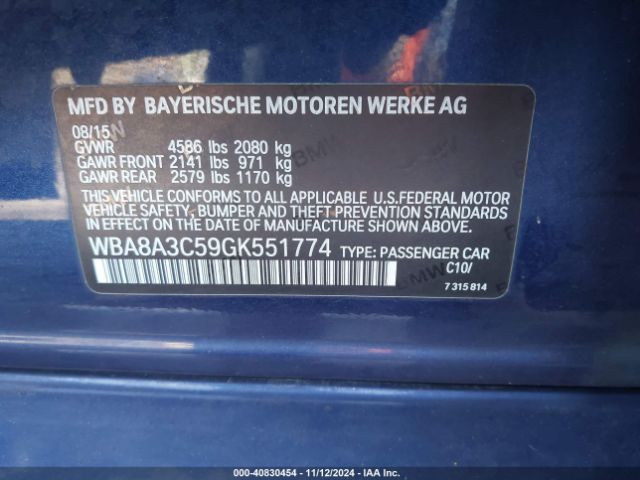 MFD BY BAYERISCHE MOTOREN WERKE AG
08/15
GVWR 4586 lbs 2080 kg
GAWR FRONT 2141 lbs 971 kg
GAWR REAR 2579 lbs 1170 kg
THIS VEHICLE CONFORMS TO ALL APPLICABLE U.S.FEDERAL MOTOR
VEHICLE SAFETY, BUMPER AND THEFT PREVENTION STANDARDS
IN EFFECT ON THE DATE OF MANUFACTURE SHOWN ABOVE.
WBA8A3C59GK551774 TYPE: PASSENGER CAR
C10/
7 315 814
© - 40830454 - 11/12/2024 - IAA Inc.